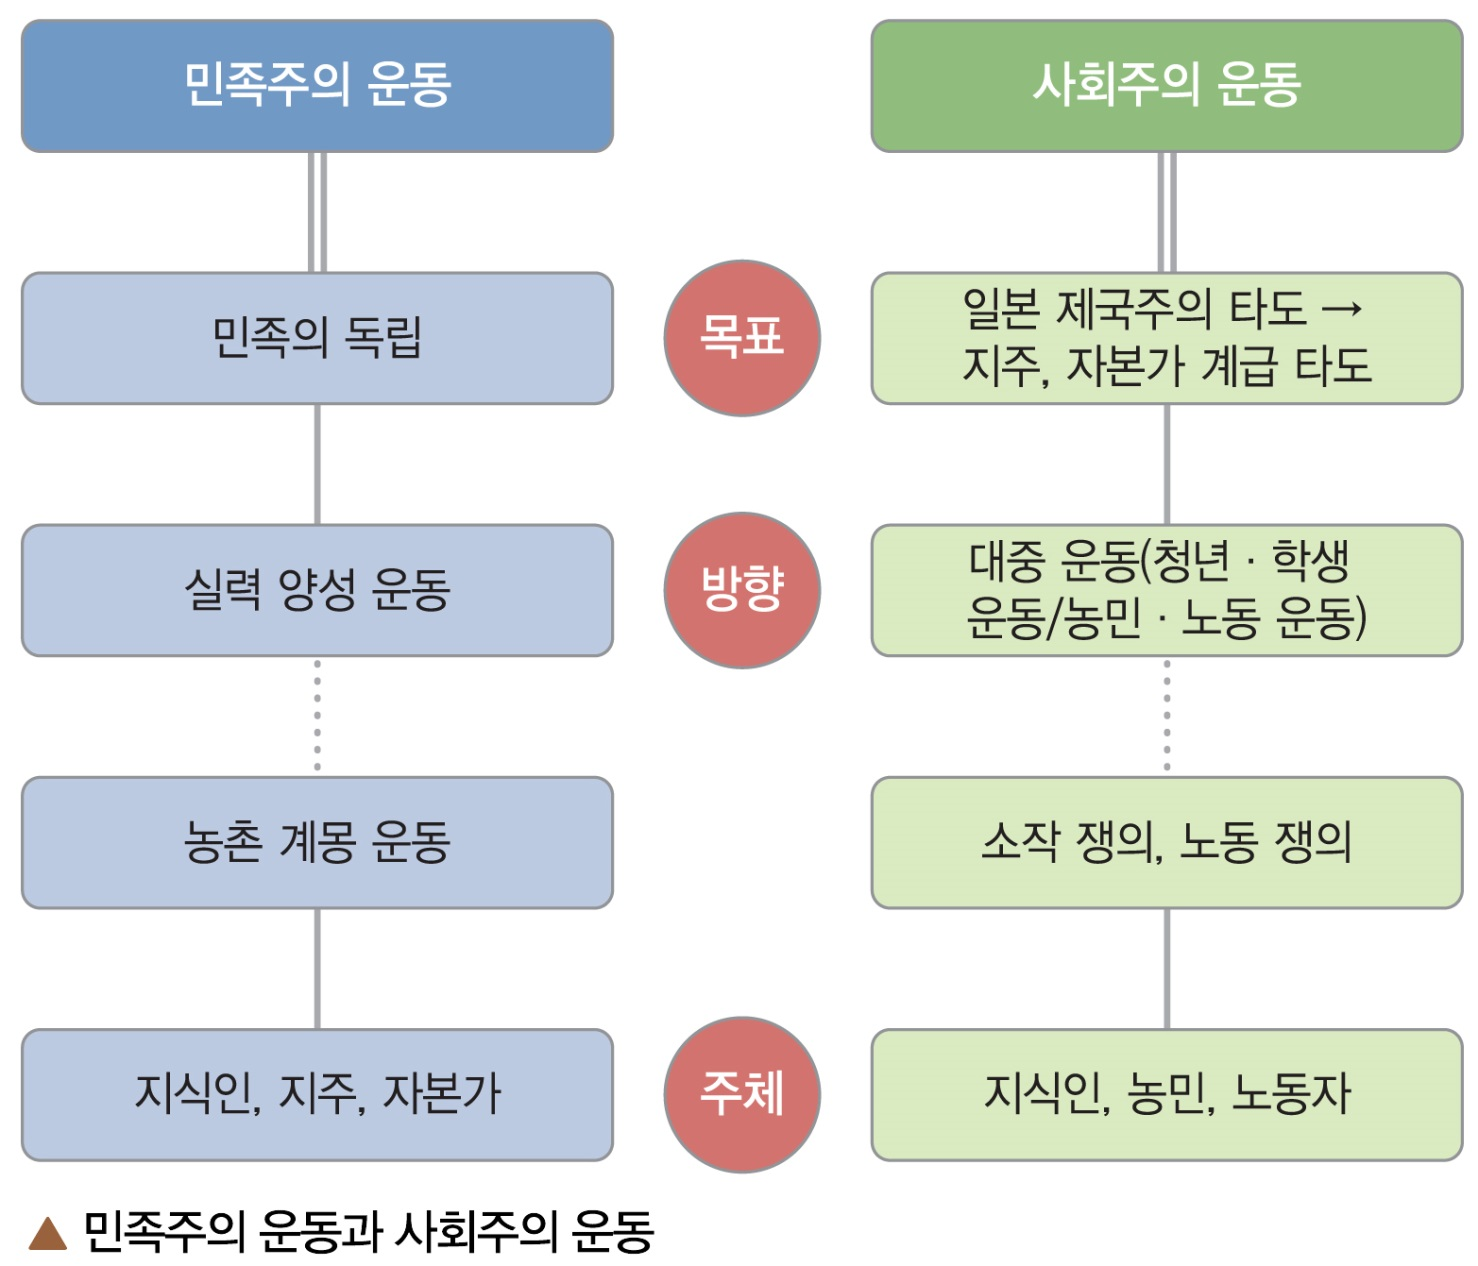 민족주의 운동
사회주의 운동
민족의 독립
목표
일본 제국주의 타도 →
지주, 자본가 계급 타도
실력 양성 운동
방향
대중 운동(청년 · 학생
운동/농민 · 노동 운동)
농촌 계몽 운동
소작 쟁의, 노동 쟁의
지식인, 지주, 자본가
주체
지식인, 농민, 노동자
▲ 민족주의 운동과 사회주의 운동